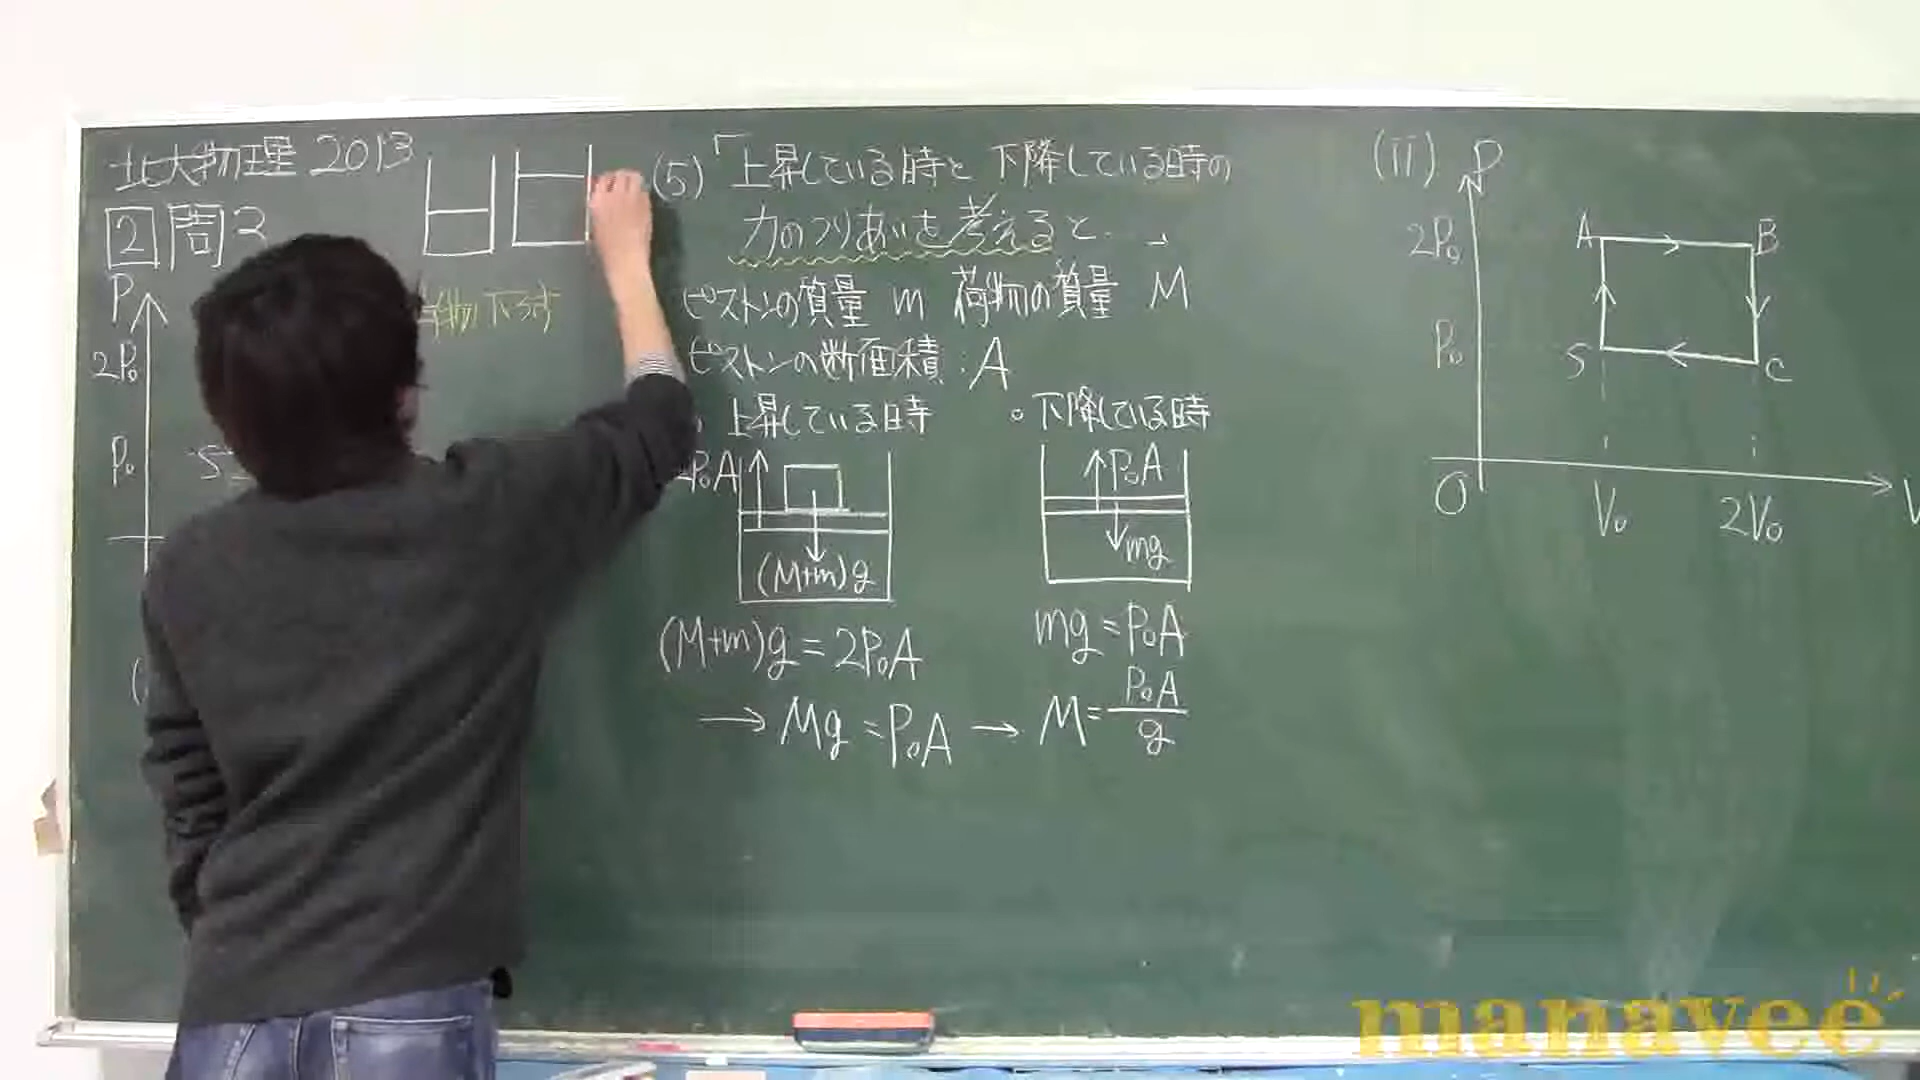 北大物理 2013
2 問3
P
2P₀
P₀
S
物下ろす
(5)「上昇している時と下降している時の
力のつりあいを考えると…→
ピストンの質量 m 荷物の質量 M
ピストンの断面積:A
上昇している時
P₀A
(M+m)g
(M+m)g=2P₀A
→ Mg=P₀A → M=P₀A/g
○下降している時
P₀A
mg
mg=P₀A
(ii) P
2P₀ A B
P₀ S C
O V₀ 2V₀ V
manavee